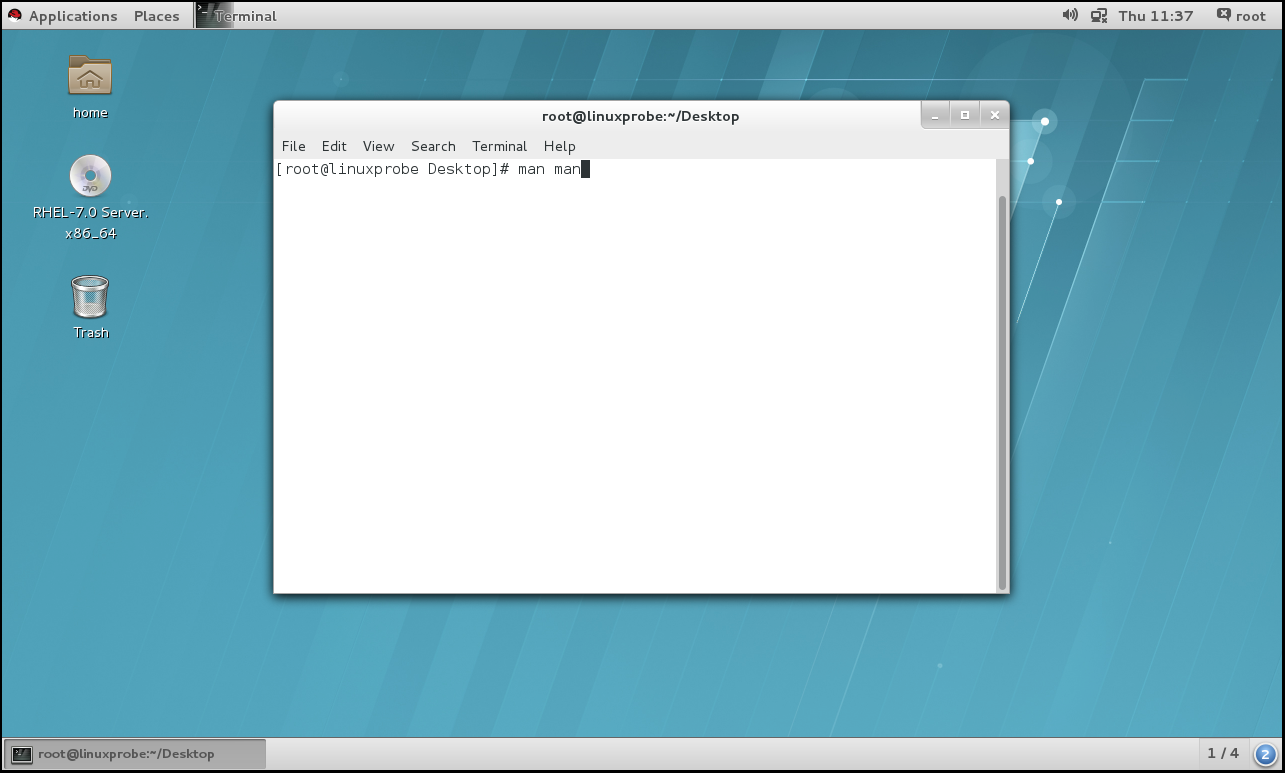 Applications Places Terminal Thu 11:37 root
home
RHEL-7.0 Server.
x86_64
Trash
root@linuxprobe:~/Desktop
File Edit View Search Terminal Help
[root@linuxprobe Desktop]# man man
root@linuxprobe:~/Desktop 1 / 4 2